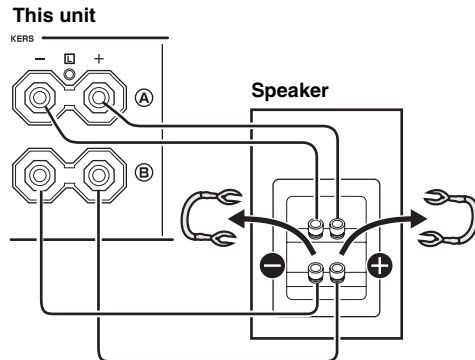 This unit
KERS
− L +
A
Speaker
B
− +